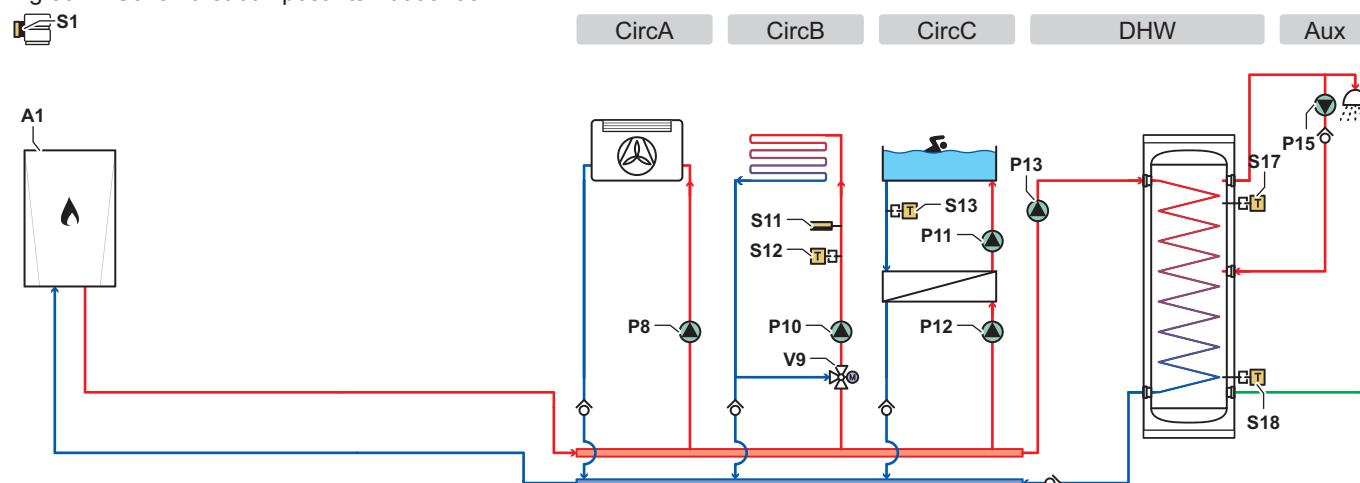 S1
CircA CircB CircC DHW Aux
A1
P15
S17
P13
S13
S11
P11
S12
P8
P10
P12
V9
M
S18
T
T
T
T